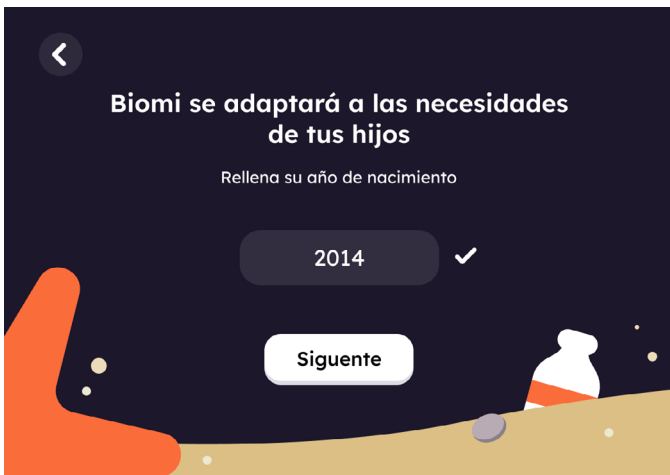 Biomi se adaptará a las necesidades
de tus hijos
Rellena su año de nacimiento
2014
Siguente